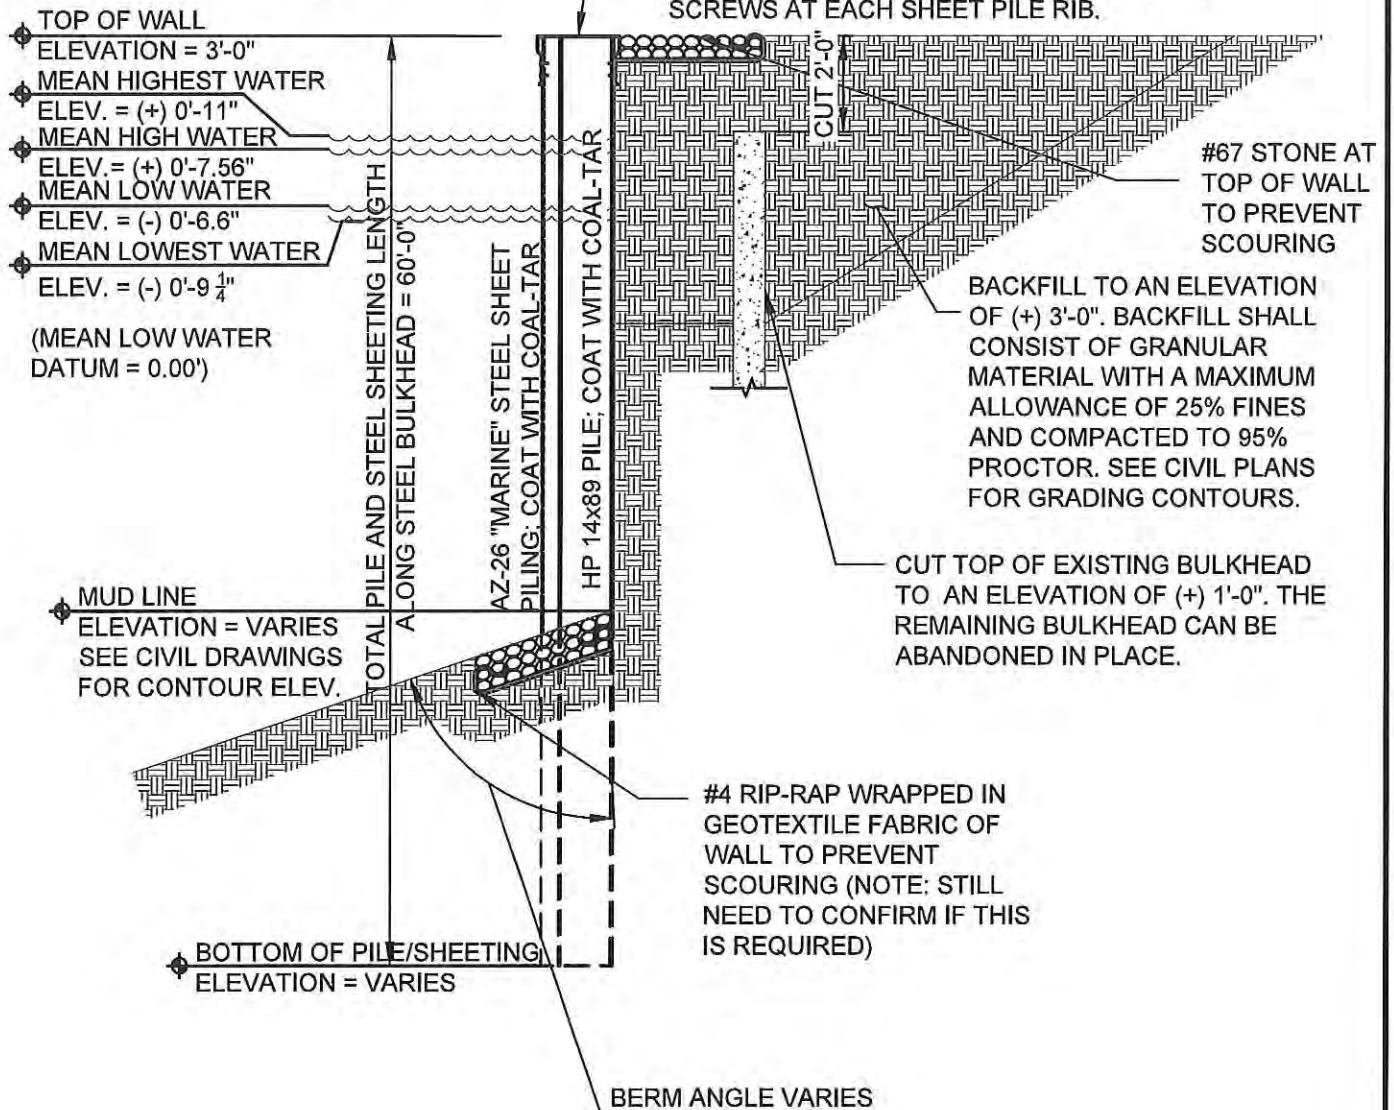 SCREWS AT EACH SHEET PILE RIB.
TOP OF WALL
ELEVATION = 3'-0"
MEAN HIGHEST WATER
ELEV. = (+) 0'-11"
MEAN HIGH WATER
ELEV.= (+) 0'-7.56"
MEAN LOW WATER
ELEV. = (-) 0'-6.6"
MEAN LOWEST WATER
ELEV. = (-) 0'-9 1/4"
(MEAN LOW WATER
DATUM = 0.00')
TOTAL PILE AND STEEL SHEETING LENGTH
ALONG STEEL BULKHEAD = 60'-0"
AZ-26 "MARINE" STEEL SHEET
PILING; COAT WITH COAL-TAR
HP 14x89 PILE; COAT WITH COAL-TAR
CUT 2'-0"
#67 STONE AT
TOP OF WALL
TO PREVENT
SCOURING
BACKFILL TO AN ELEVATION
OF (+) 3'-0". BACKFILL SHALL
CONSIST OF GRANULAR
MATERIAL WITH A MAXIMUM
ALLOWANCE OF 25% FINES
AND COMPACTED TO 95%
PROCTOR. SEE CIVIL PLANS
FOR GRADING CONTOURS.
CUT TOP OF EXISTING BULKHEAD
TO AN ELEVATION OF (+) 1'-0". THE
REMAINING BULKHEAD CAN BE
ABANDONED IN PLACE.
MUD LINE
ELEVATION = VARIES
SEE CIVIL DRAWINGS
FOR CONTOUR ELEV.
#4 RIP-RAP WRAPPED IN
GEOTEXTILE FABRIC OF
WALL TO PREVENT
SCOURING (NOTE: STILL
NEED TO CONFIRM IF THIS
IS REQUIRED)
BOTTOM OF PILE/SHEETING
ELEVATION = VARIES
BERM ANGLE VARIES